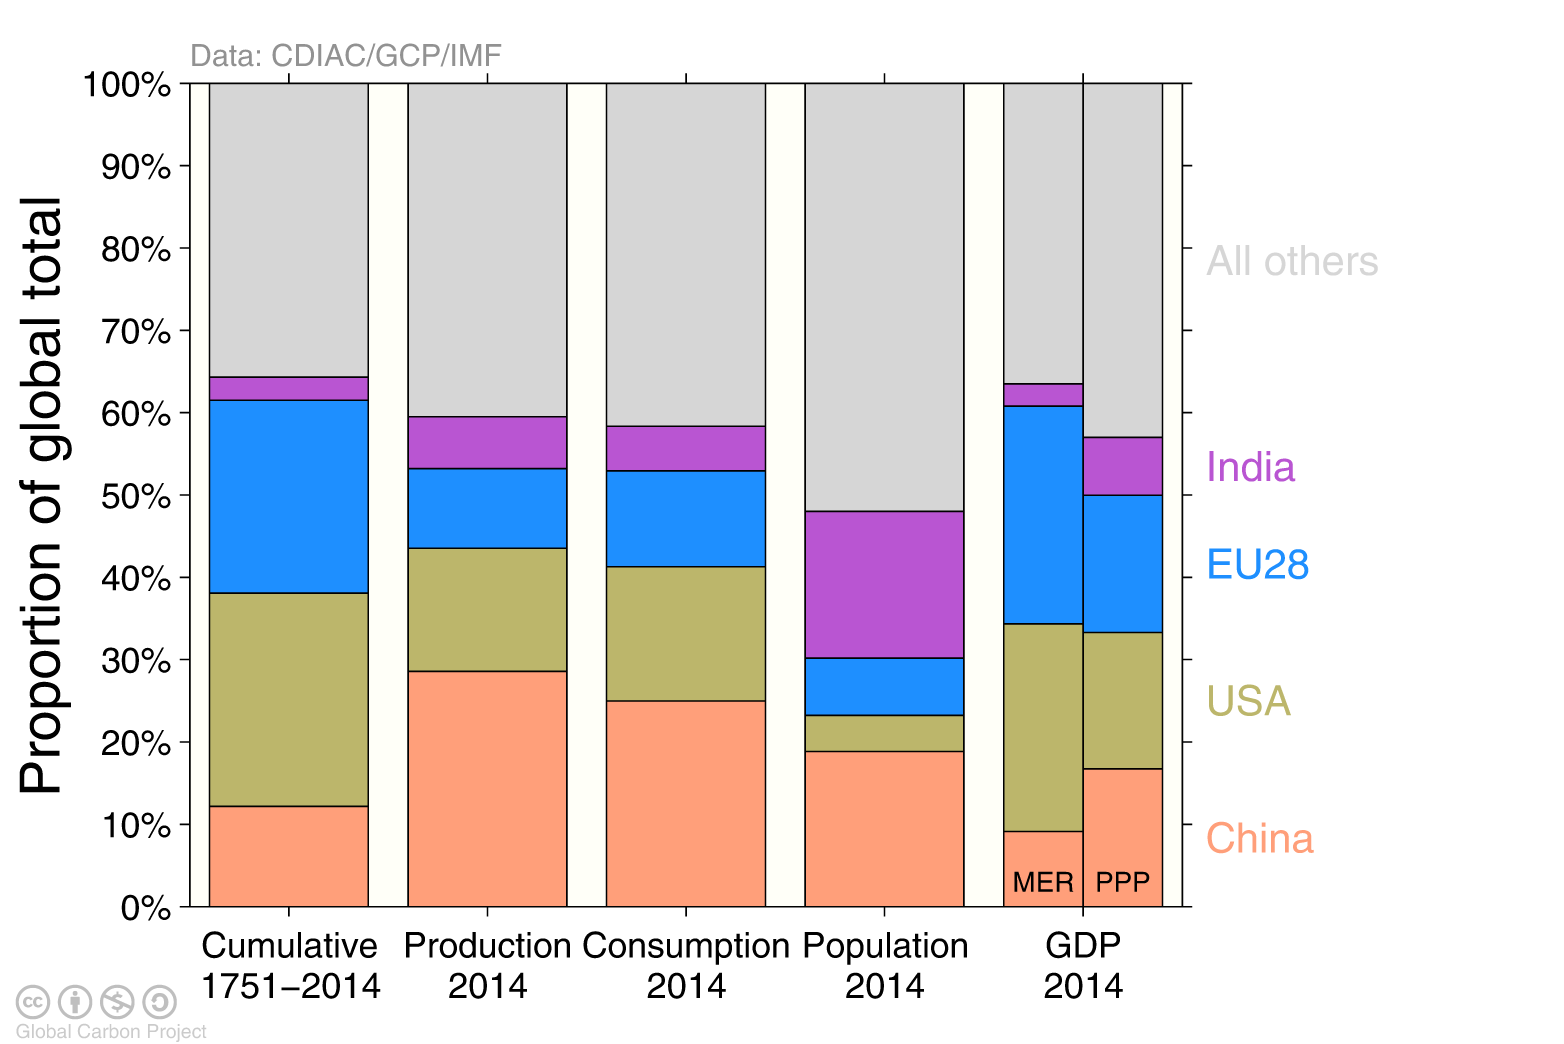 Data: CDIAC/GCP/IMF
Proportion of global total
100%
90%
80%
70%
60%
50%
40%
30%
20%
10%
0%
All others
India
EU28
USA
China
MER PPP
Cumulative Production Consumption Population GDP
1751–2014 2014 2014 2014 2014
cc
Global Carbon Project